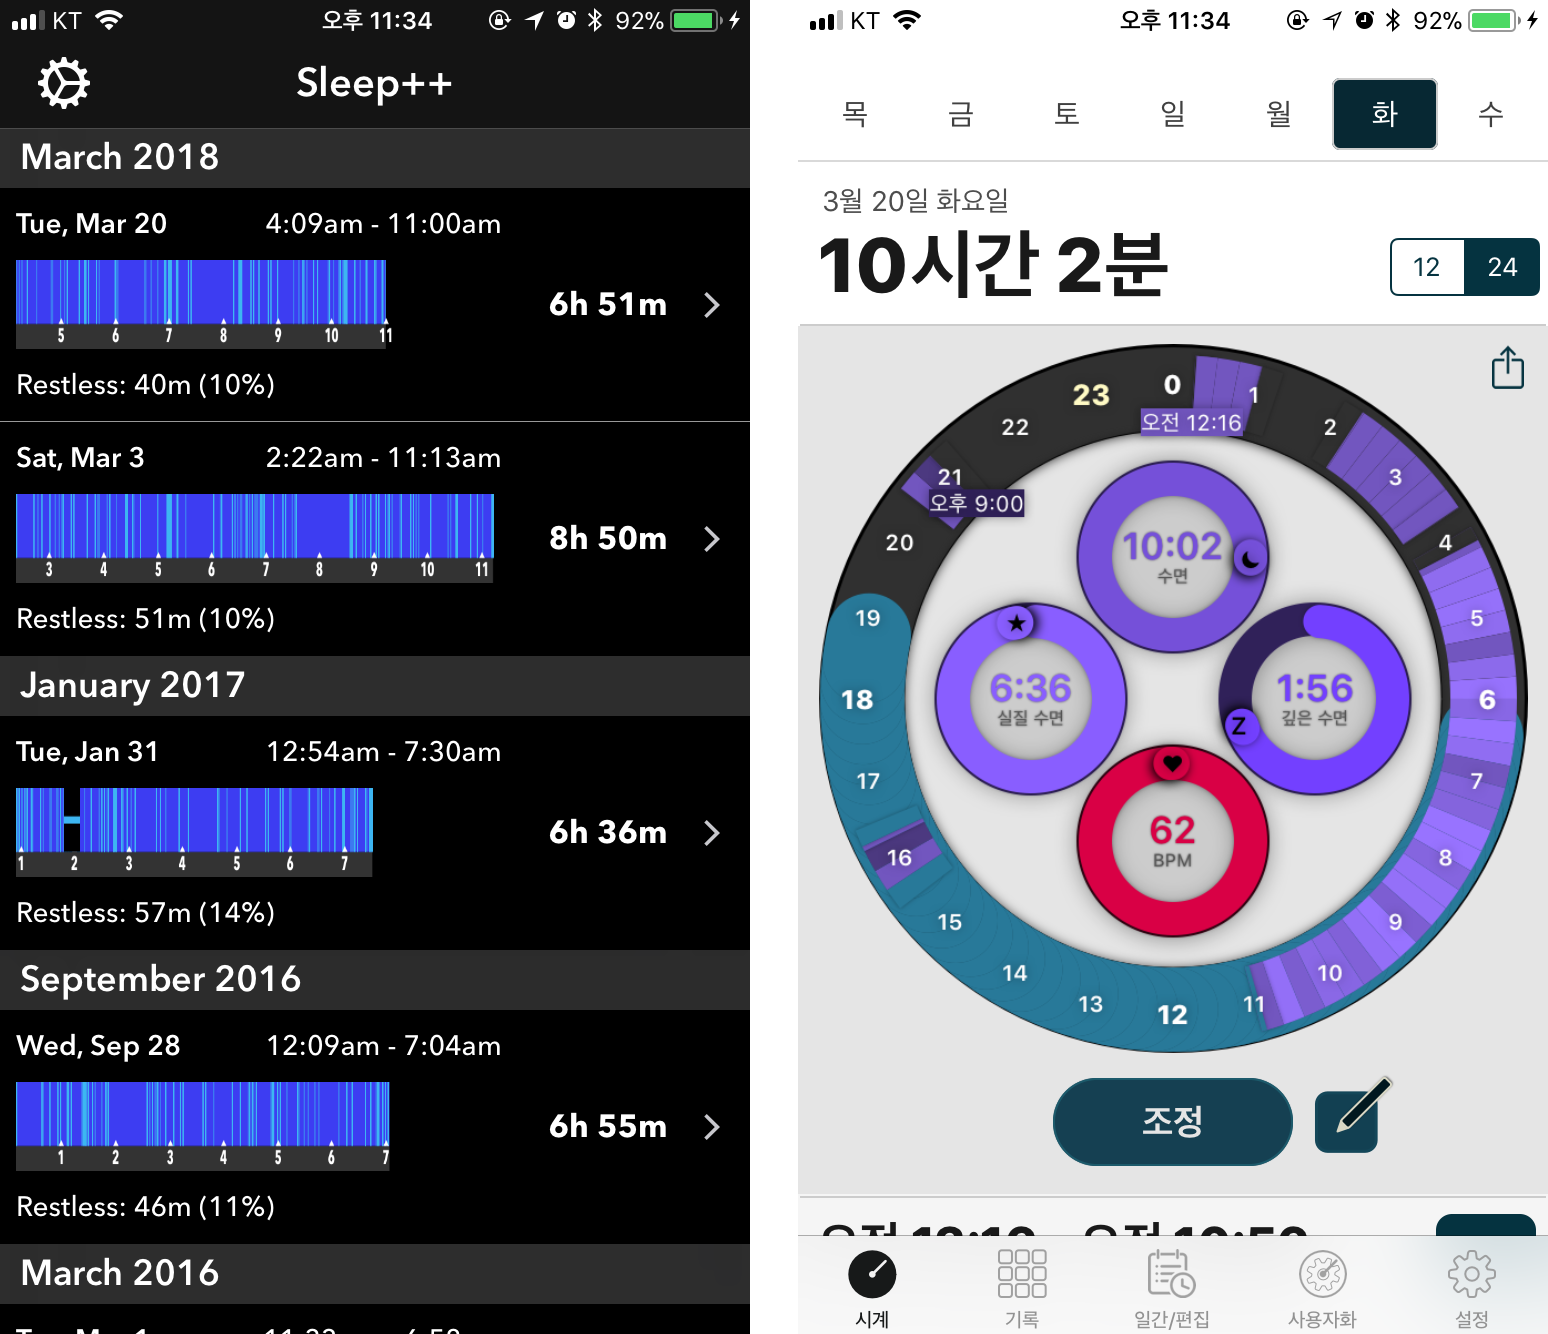 KT 오후 11:34 92%
Sleep++
March 2018
Tue, Mar 20 4:09am - 11:00am
6h 51m
5 6 7 8 9 10 11
Restless: 40m (10%)
Sat, Mar 3 2:22am - 11:13am
8h 50m
3 4 5 6 7 8 9 10 11
Restless: 51m (10%)
January 2017
Tue, Jan 31 12:54am - 7:30am
6h 36m
1 2 3 4 5 6 7
Restless: 57m (14%)
September 2016
Wed, Sep 28 12:09am - 7:04am
6h 55m
1 2 3 4 5 6 7
Restless: 46m (11%)
March 2016
KT 오후 11:34 92%
목 금 토 일 월 화 수
3월 20일 화요일
10시간 2분
12 24
0
1
2
3
4
5
6
7
8
9
10
11
12
13
14
15
16
17
18
19
20
21
22
23
오전 12:16
오후 9:00
10:02
수면
6:36
실질 수면
1:56
깊은 수면
Z
62
BPM
조정
시계 기록 일간/편집 사용자화 설정